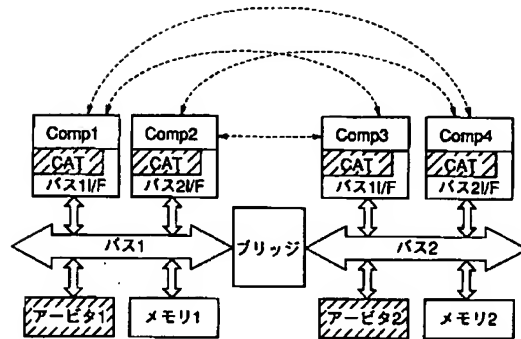 Comp1
CAT
バス1I/F
Comp2
CAT
バス2I/F
Comp3
CAT
バス1I/F
Comp4
CAT
バス2I/F
バス1
ブリッジ
バス2
アービタ1
メモリ1
アービタ2
メモリ2